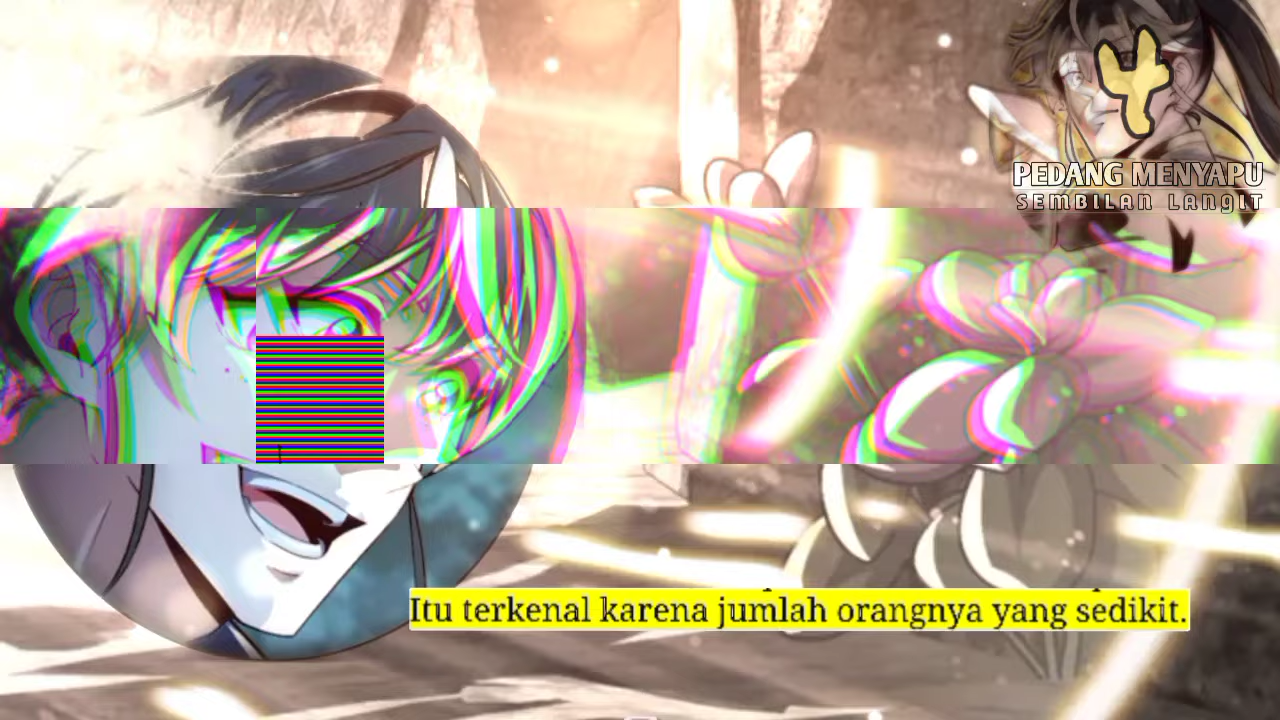 PEDANG MENYAPU
SEMBILAN LANGIT
Itu terkenal karena jumlah orangnya yang sedikit.